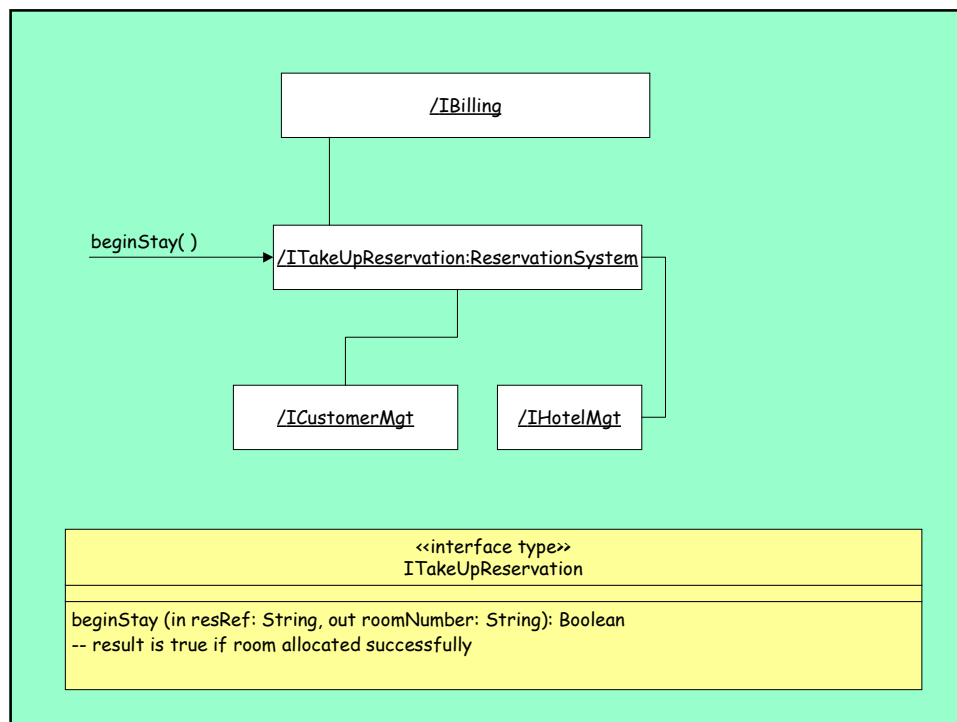 /IBilling
beginStay( )
/ITakeUpReservation:ReservationSystem
/ICustomerMgt
/IHotelMgt
«interface type»
ITakeUpReservation
beginStay (in resRef: String, out roomNumber: String): Boolean
-- result is true if room allocated successfully